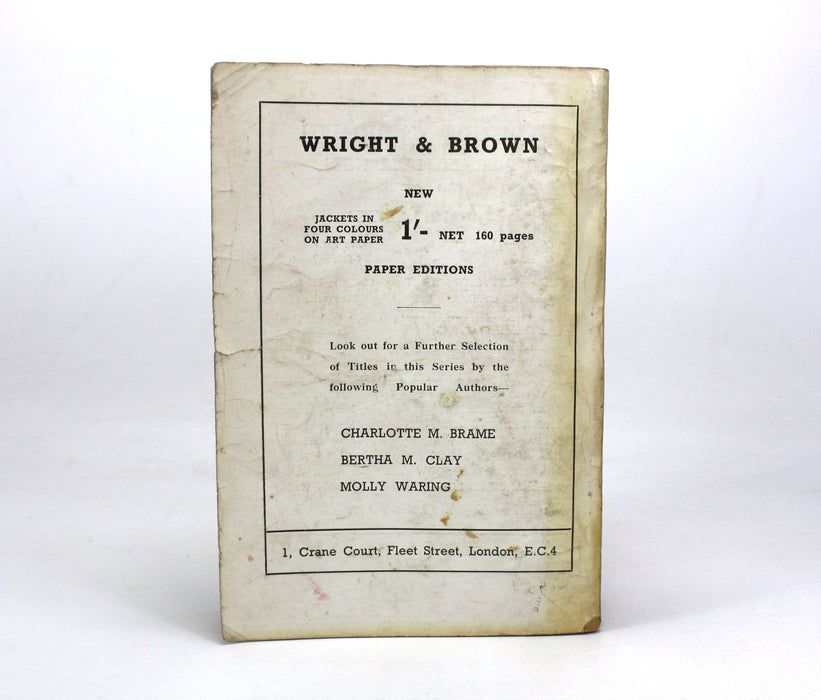 WRIGHT & BROWN
NEW
JACKETS IN
FOUR COLOURS
ON ART PAPER
1'- NET 160 pages
PAPER EDITIONS
Look out for a Further Selection
of Titles in this Series by the
following Popular Authors—
CHARLOTTE M. BRAME
BERTHA M. CLAY
MOLLY WARING
1, Crane Court, Fleet Street, London, E.C.4